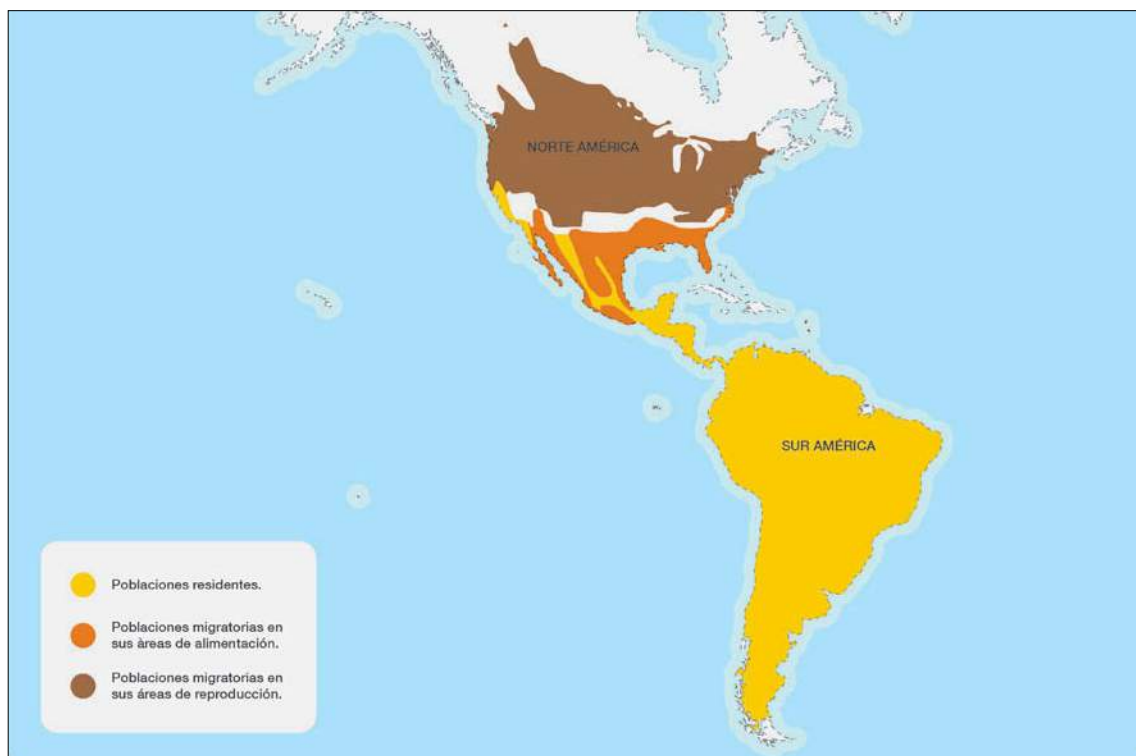 NORTE AMÉRICA
SUR AMÉRICA
Poblaciones residentes.
Poblaciones migratorias en
sus àreas de alimentación.
Poblaciones migratorias en
sus áreas de reproducción.